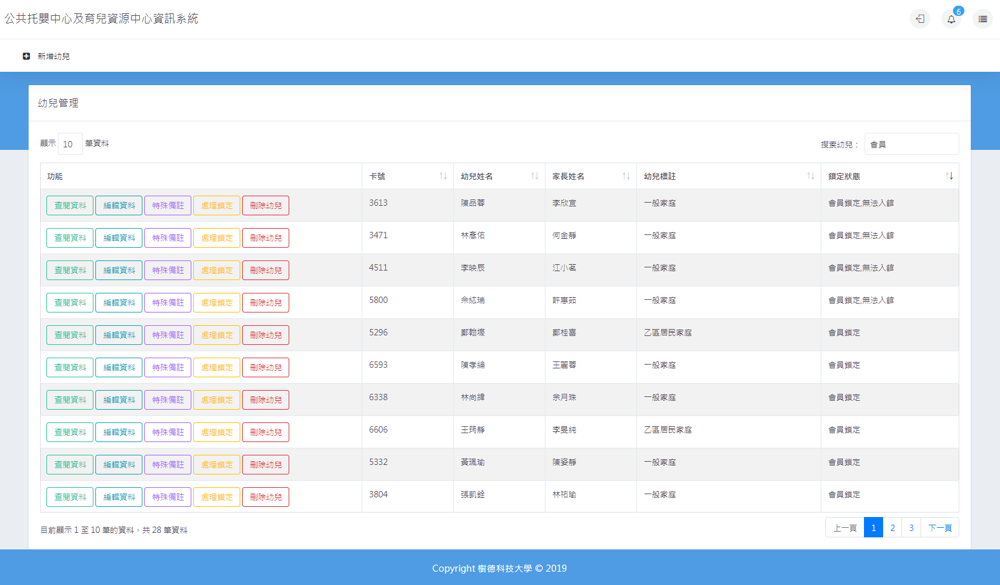 公共托嬰中心及育兒資源中心資訊系統
6
新增幼兒
幼兒管理
顯示 10 筆資料
搜索幼兒： 會員
功能 卡號 幼兒姓名 家長姓名 幼兒標註 鎖定狀態
查閱資料 編輯資料 特殊備註 處理鎖定 刪除幼兒 3613 陳品蓉 李欣宜 一般家庭 會員鎖定,無法入館
查閱資料 編輯資料 特殊備註 處理鎖定 刪除幼兒 3471 林彥佑 何金靜 一般家庭 會員鎖定,無法入館
查閱資料 編輯資料 特殊備註 處理鎖定 刪除幼兒 4511 李映辰 江小茗 一般家庭 會員鎖定,無法入館
查閱資料 編輯資料 特殊備註 處理鎖定 刪除幼兒 5800 余紘瑞 許惠茹 一般家庭 會員鎖定,無法入館
查閱資料 編輯資料 特殊備註 處理鎖定 刪除幼兒 5296 鄭翰壕 鄭桂喜 乙區居民家庭 會員鎖定
查閱資料 編輯資料 特殊備註 處理鎖定 刪除幼兒 6593 陳孝綸 王麗蓉 一般家庭 會員鎖定
查閱資料 編輯資料 特殊備註 處理鎖定 刪除幼兒 6338 林尚緯 余月珠 一般家庭 會員鎖定
查閱資料 編輯資料 特殊備註 處理鎖定 刪除幼兒 6606 王筠靜 李旻純 乙區居民家庭 會員鎖定
查閱資料 編輯資料 特殊備註 處理鎖定 刪除幼兒 5332 黃珮瑜 陳姿靜 一般家庭 會員鎖定
查閱資料 編輯資料 特殊備註 處理鎖定 刪除幼兒 3804 張凱銓 林祐瑜 一般家庭 會員鎖定
目前顯示 1 至 10 筆的資料，共 28 筆資料
上一頁 1 2 3 下一頁
Copyright 樹德科技大學 © 2019